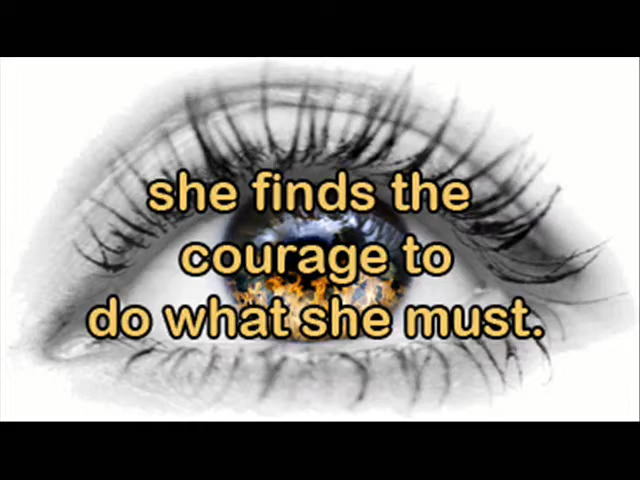 she finds the
courage to
do what she must.